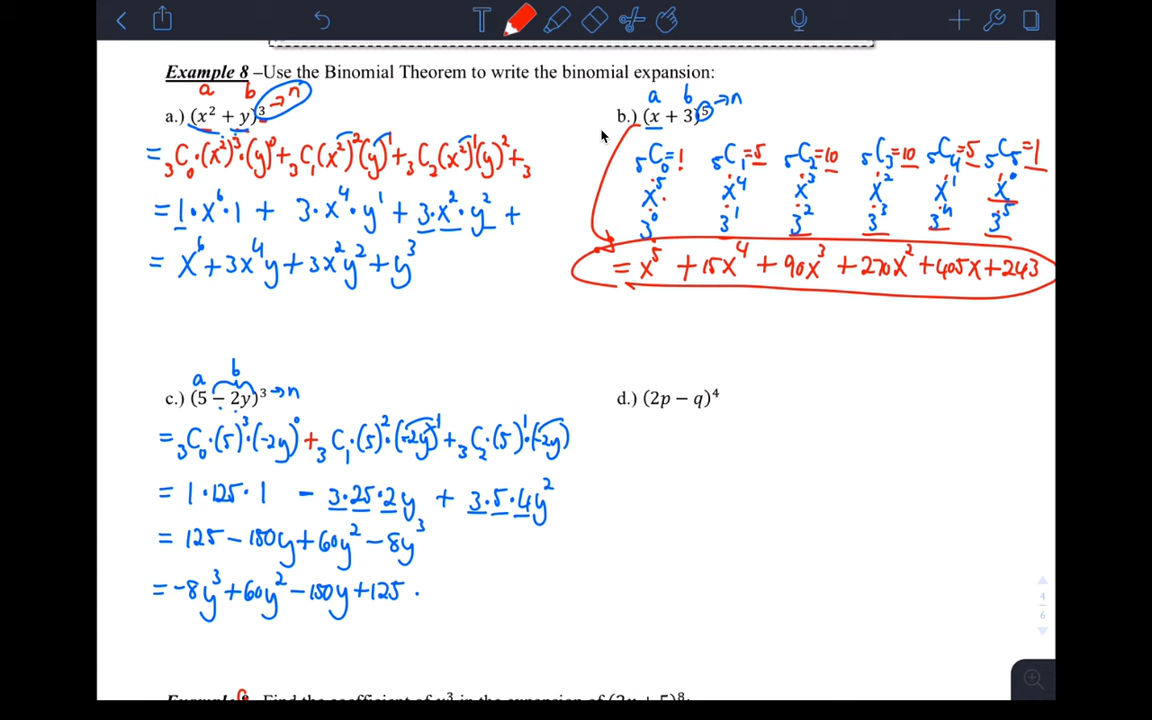 Example 8 –Use the Binomial Theorem to write the binomial expansion:
a b
a.) (x² + y)³ → n
= ₃C₀·(x²)³·(y)⁰ + ₃C₁(x²)²(y)¹ + ₃C₂(x²)¹(y)² + ₃
= 1·x⁶·1 + 3·x⁴·y¹ + 3·x²·y² +
= x⁶ + 3x⁴y + 3x²y² + y³
a b
b.) (x + 3)⁵ → n
₅C₀=1 ₅C₁=5 ₅C₂=10 ₅C₃=10 ₅C₄=5 ₅C₅=1
x⁵ x⁴ x³ x² x¹ x⁰
3⁰ 3¹ 3² 3³ 3⁴ 3⁵
= x⁵ + 15x⁴ + 90x³ + 270x² + 405x + 243
a b
c.) (5 − 2y)³ → n
= ₃C₀·(5)³·(-2y)⁰ + ₃C₁·(5)²·(-2y)¹ + ₃C₂·(5)¹·(-2y)
= 1·125·1 − 3·25·2y + 3·5·4y²
= 125 − 150y + 60y² − 8y³
= -8y³ + 60y² − 150y + 125 .
d.) (2p − q)⁴
4
6